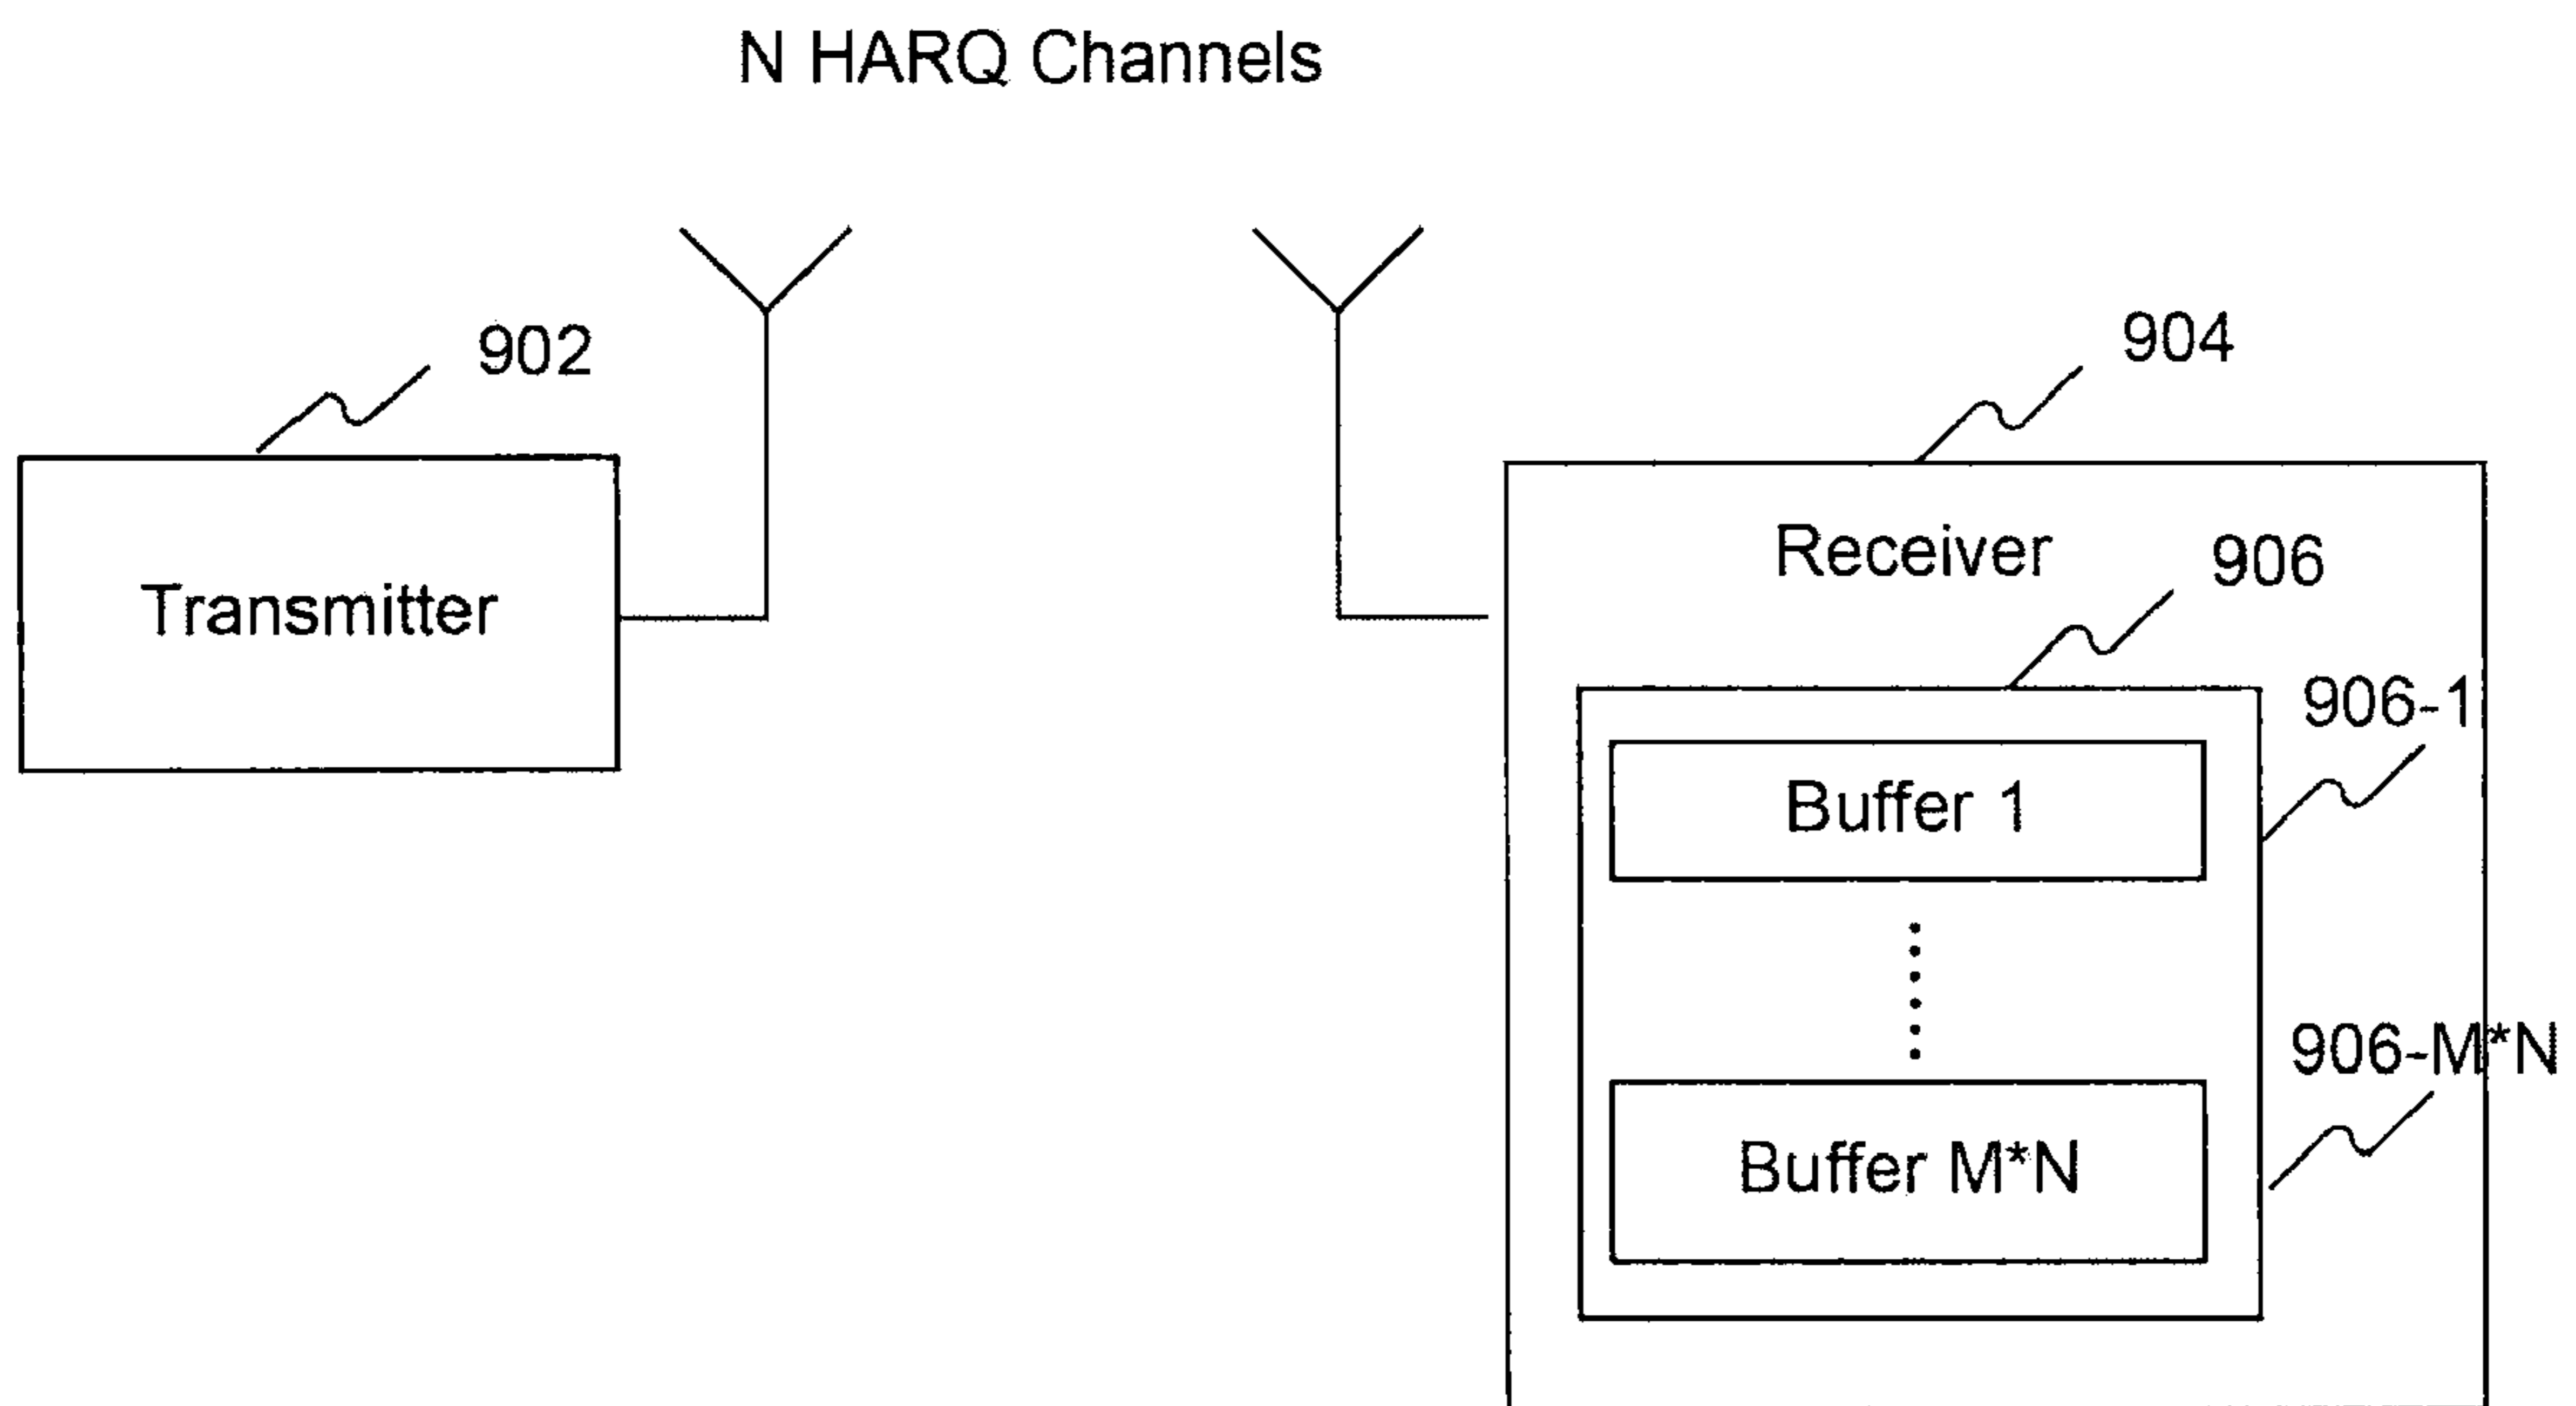 N HARQ Channels
902
904
Transmitter
Receiver
906
906-1
Buffer 1
906-M*N
Buffer M*N